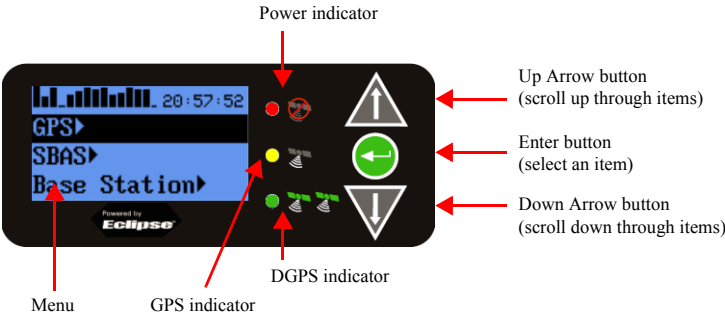 Power indicator
Up Arrow button
(scroll up through items)
20:57:52
GPS
SBAS
Base Station
Enter button
(select an item)
Down Arrow button
(scroll down through items)
Powered by
Eclipse
DGPS indicator
Menu
GPS indicator